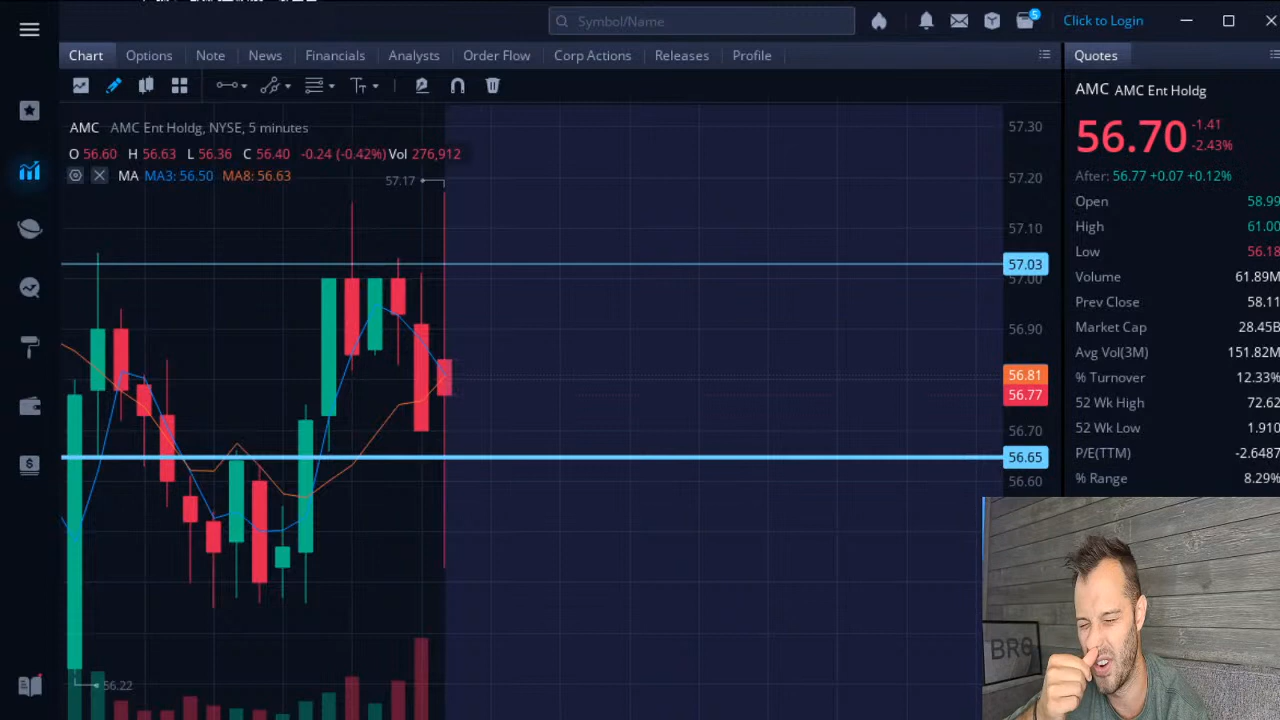 Symbol/Name
5
Click to Login
Chart Options Note News Financials Analysts Order Flow Corp Actions Releases Profile
Quotes
AMC AMC Ent Holdg
56.70 -1.41
-2.43%
After: 56.77 +0.07 +0.12%
Open 58.99
High 61.00
Low 56.18
Volume 61.89M
Prev Close 58.11
Market Cap 28.45B
Avg Vol(3M) 151.82M
% Turnover 12.33%
52 Wk High 72.62
52 Wk Low 1.910
P/E(TTM) -2.6487
% Range 8.29%
AMC AMC Ent Holdg, NYSE, 5 minutes
O 56.60 H 56.63 L 56.36 C 56.40 -0.24 (-0.42%) Vol 276,912
MA MA3: 56.50 MA8: 56.63
57.17
57.30
57.20
57.10
57.03
57.00
56.90
56.81
56.77
56.70
56.65
56.60
56.22
BRO